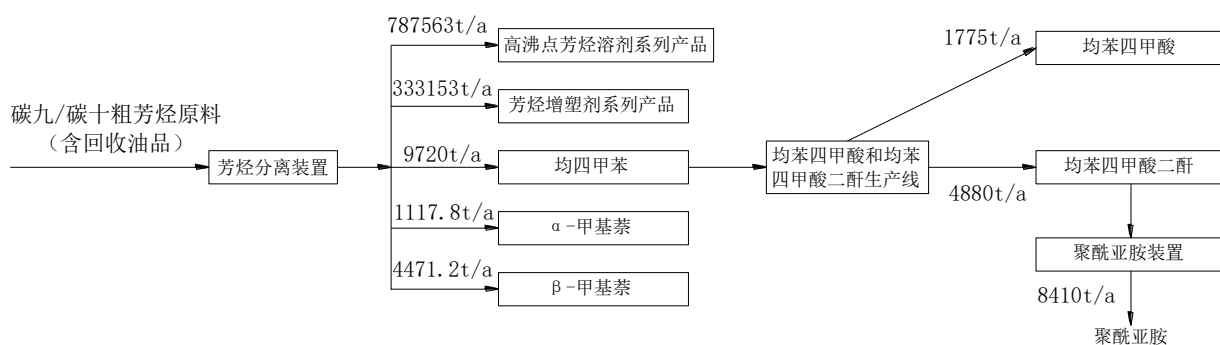 787563t/a
高沸点芳烃溶剂系列产品
1775t/a
均苯四甲酸
333153t/a
芳烃增塑剂系列产品
碳九/碳十粗芳烃原料
（含回收油品）
芳烃分离装置
9720t/a
均四甲苯
均苯四甲酸和均苯
四甲酸二酐生产线
4880t/a
均苯四甲酸二酐
1117.8t/a
α-甲基萘
4471.2t/a
β-甲基萘
聚酰亚胺装置
8410t/a
聚酰亚胺